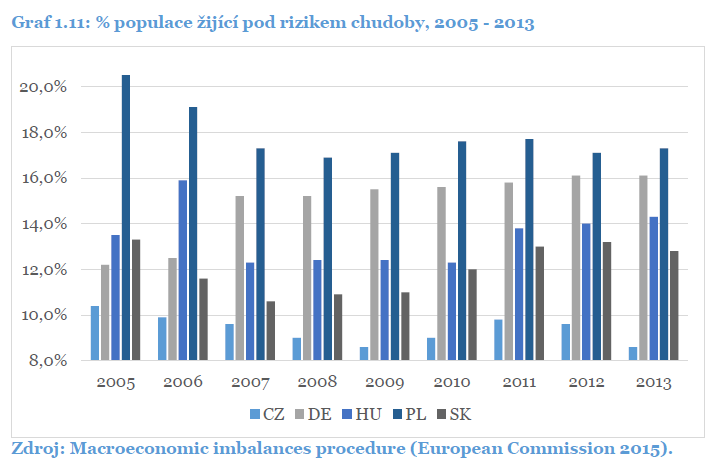 Graf 1.11: % populace žijící pod rizikem chudoby, 2005 - 2013
20,0%
18,0%
16,0%
14,0%
12,0%
10,0%
8,0%
2005 2006 2007 2008 2009 2010 2011 2012 2013
CZ DE HU PL SK
Zdroj: Macroeconomic imbalances procedure (European Commission 2015).